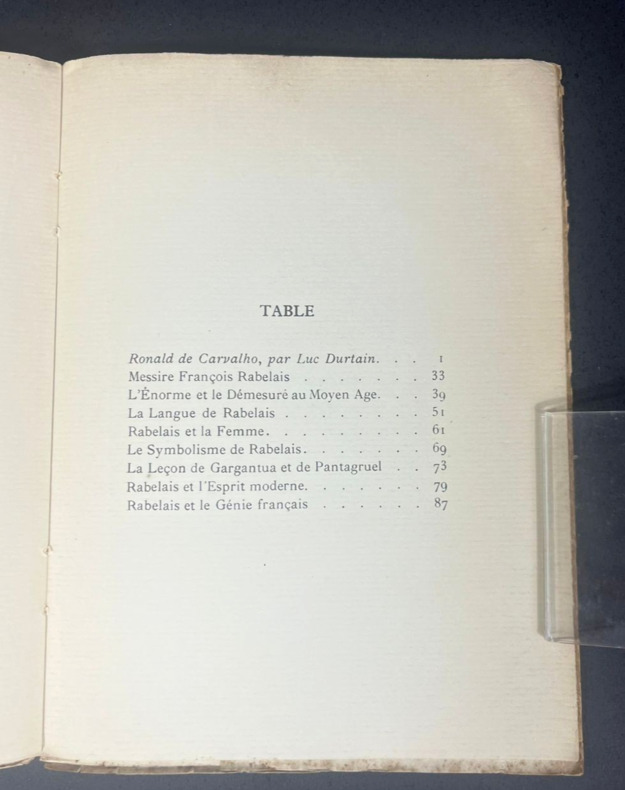 TABLE
Ronald de Carvalho, par Luc Durtain. . . 1
Messire François Rabelais . . . . . . . 33
L'Énorme et le Démesuré au Moyen Age. . . 39
La Langue de Rabelais . . . . . . . . 51
Rabelais et la Femme. . . . . . . . . 61
Le Symbolisme de Rabelais. . . . . . . 69
La Leçon de Gargantua et de Pantagruel . . 73
Rabelais et l'Esprit moderne. . . . . . 79
Rabelais et le Génie français . . . . . . 87